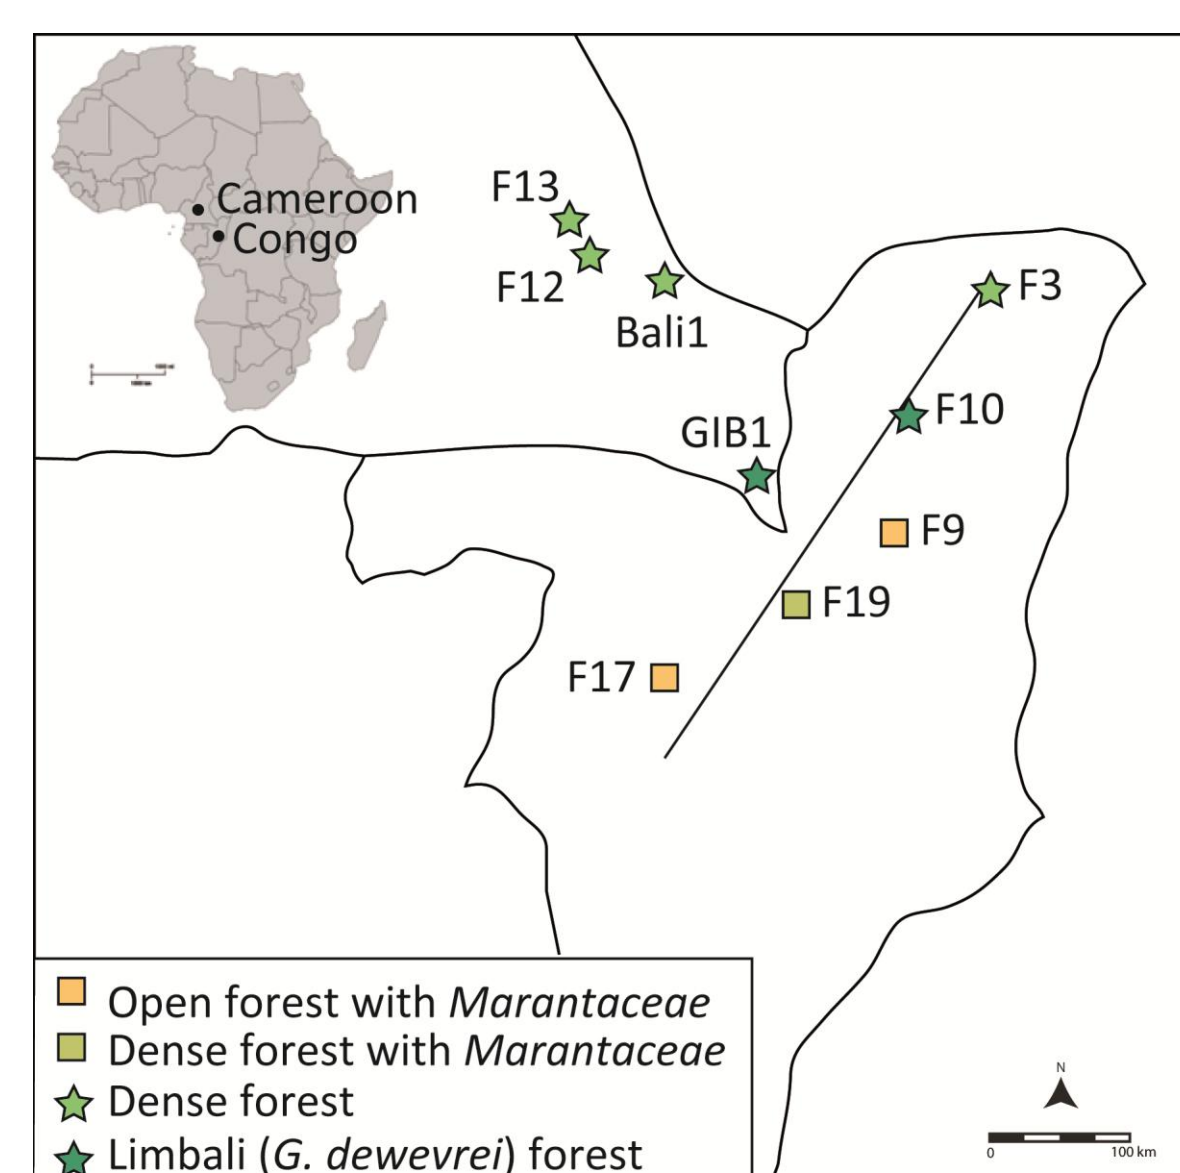 Cameroon
Congo
F13
F12
Bali1
F3
GIB1
F10
F9
F19
F17
Open forest with Marantaceae
Dense forest with Marantaceae
Dense forest
Limbali (G. dewevrei) forest
N
0 100 km